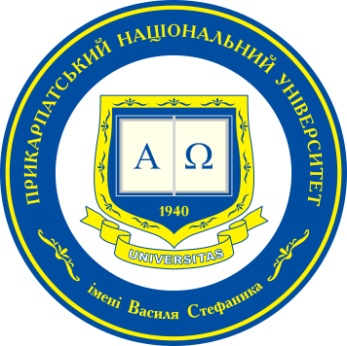 ПРИКАРПАТСЬКИЙ НАЦІОНАЛЬНИЙ УНІВЕРСИТЕТ
Α Ω
1940
UNIVERSITAS
імені Василя Стефаника